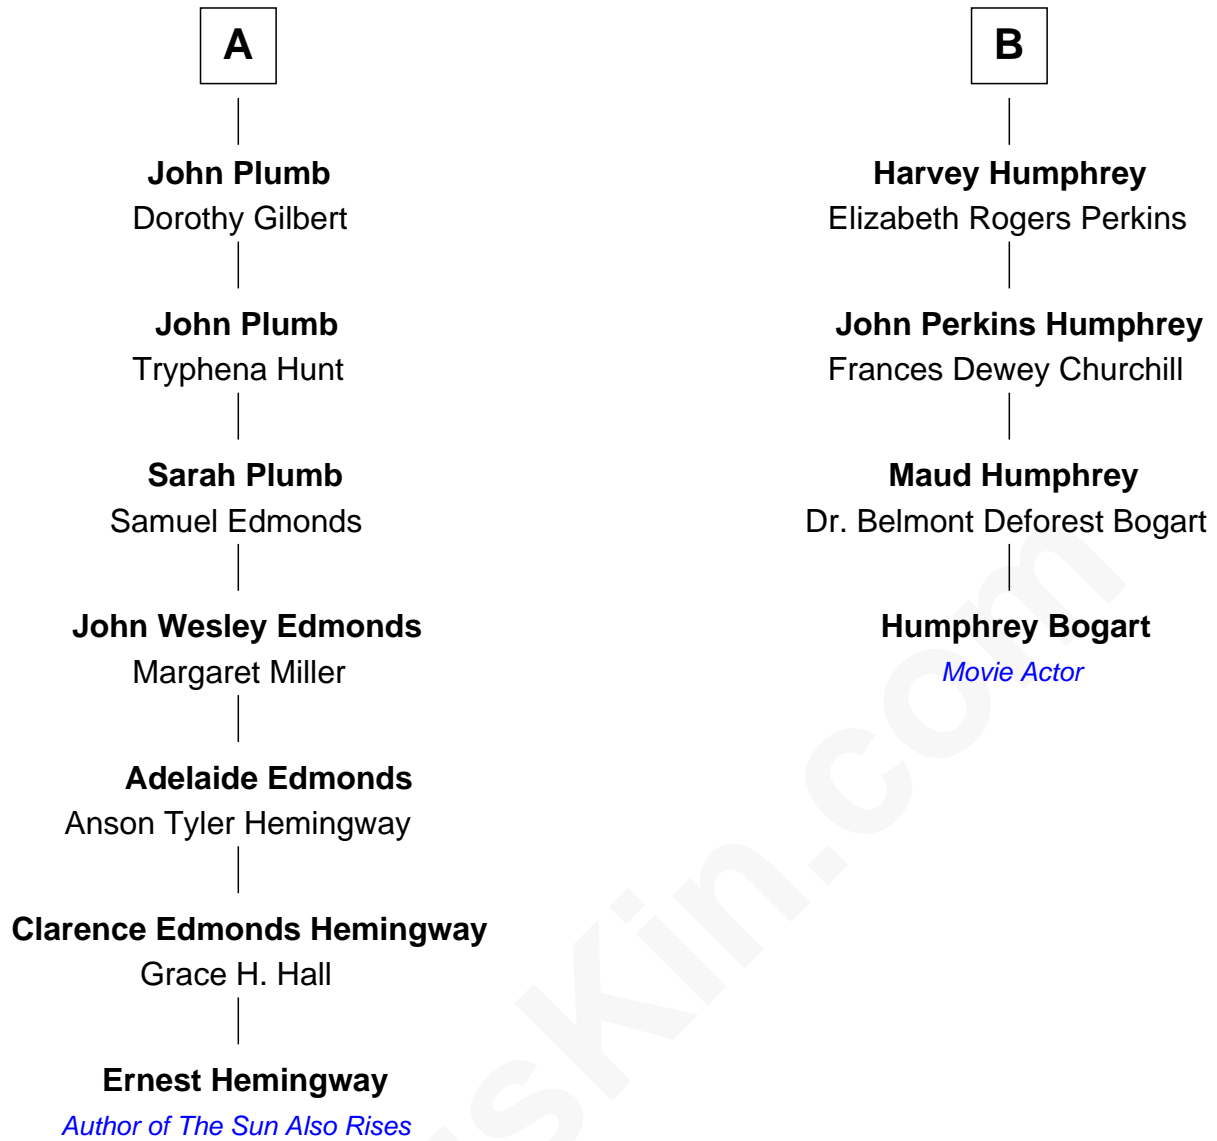 A
John Plumb
Dorothy Gilbert
John Plumb
Tryphena Hunt
Sarah Plumb
Samuel Edmonds
John Wesley Edmonds
Margaret Miller
Adelaide Edmonds
Anson Tyler Hemingway
Clarence Edmonds Hemingway
Grace H. Hall
Ernest Hemingway
Author of The Sun Also Rises
B
Harvey Humphrey
Elizabeth Rogers Perkins
John Perkins Humphrey
Frances Dewey Churchill
Maud Humphrey
Dr. Belmont Deforest Bogart
Humphrey Bogart
Movie Actor
usKin.com